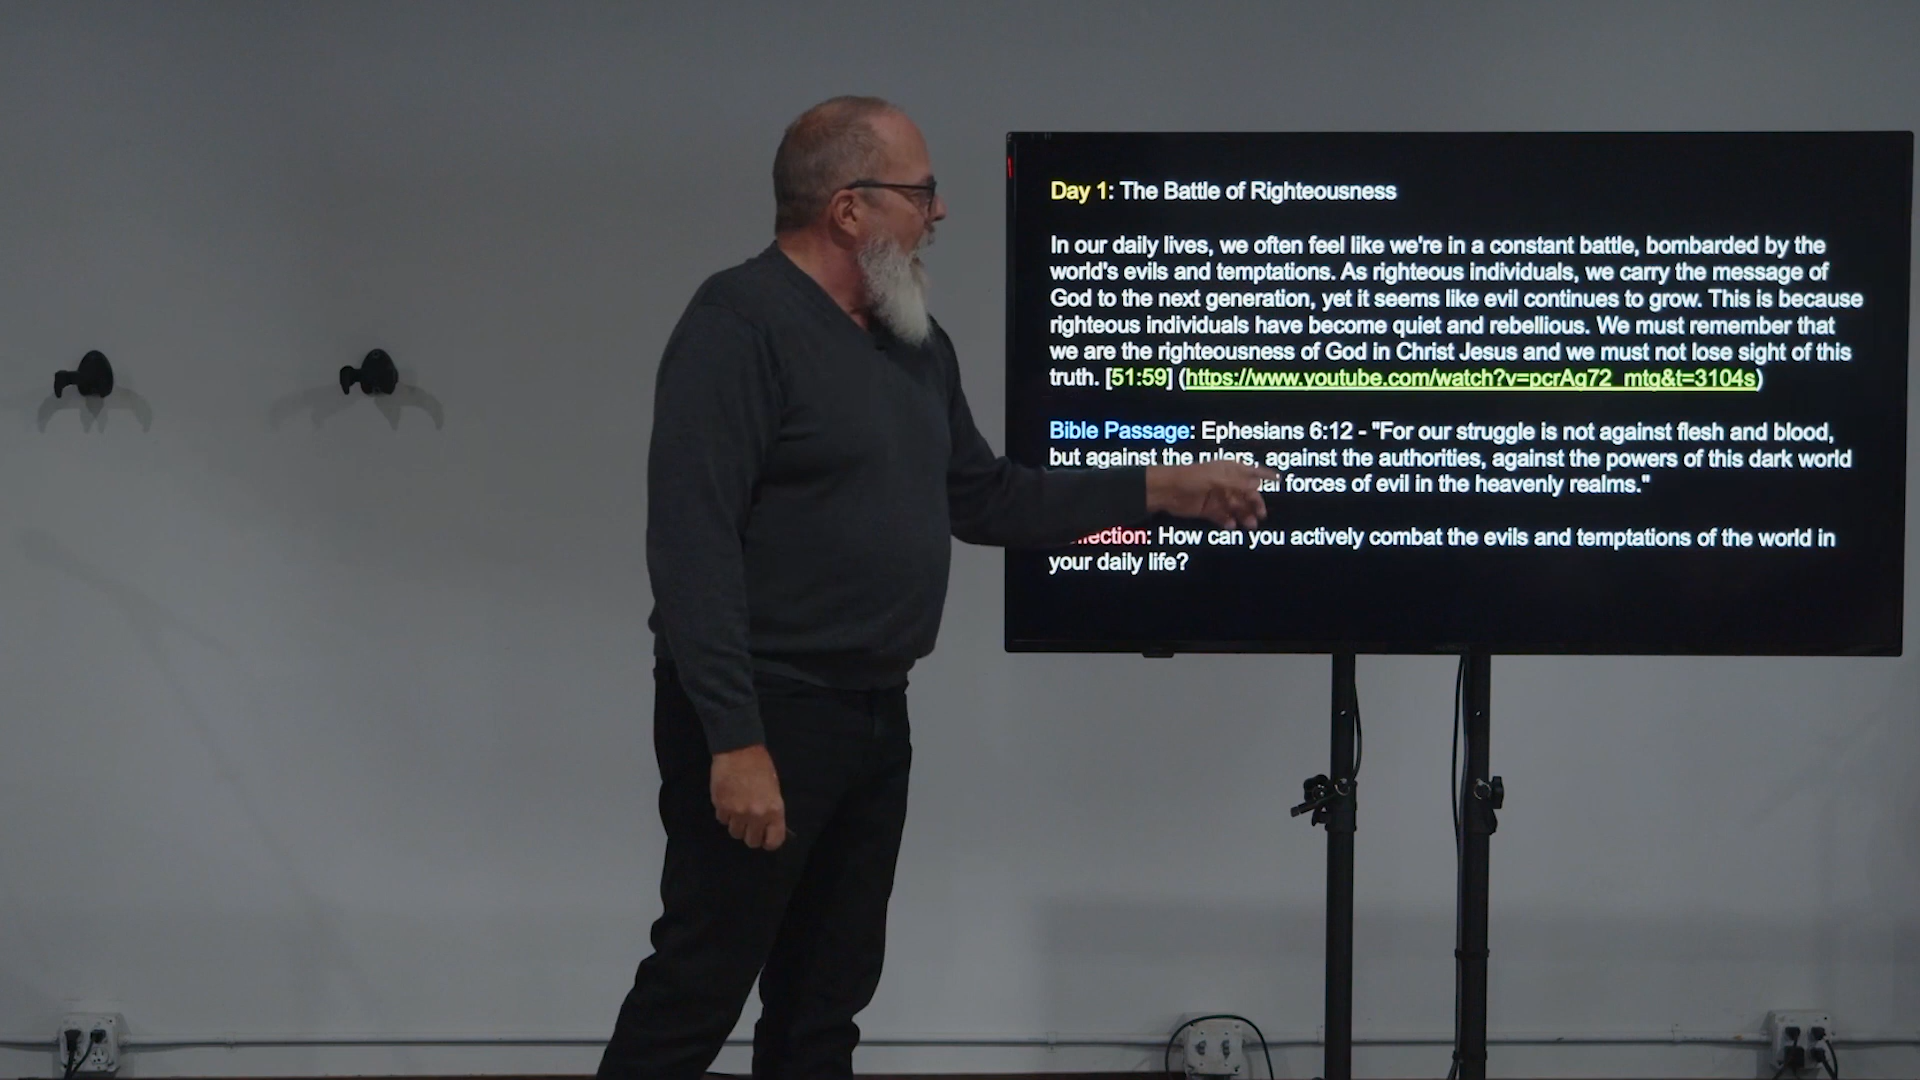 Day 1: The Battle of Righteousness
In our daily lives, we often feel like we're in a constant battle, bombarded by the
world's evils and temptations. As righteous individuals, we carry the message of
God to the next generation, yet it seems like evil continues to grow. This is because
righteous individuals have become quiet and rebellious. We must remember that
we are the righteousness of God in Christ Jesus and we must not lose sight of this
truth. [51:59] (https://www.youtube.com/watch?v=pcrAg72_mtg&t=3104s)
Bible Passage: Ephesians 6:12 - "For our struggle is not against flesh and blood,
but against the rulers, against the authorities, against the powers of this dark world
forces of evil in the heavenly realms."
How can you actively combat the evils and temptations of the world in
your daily life?